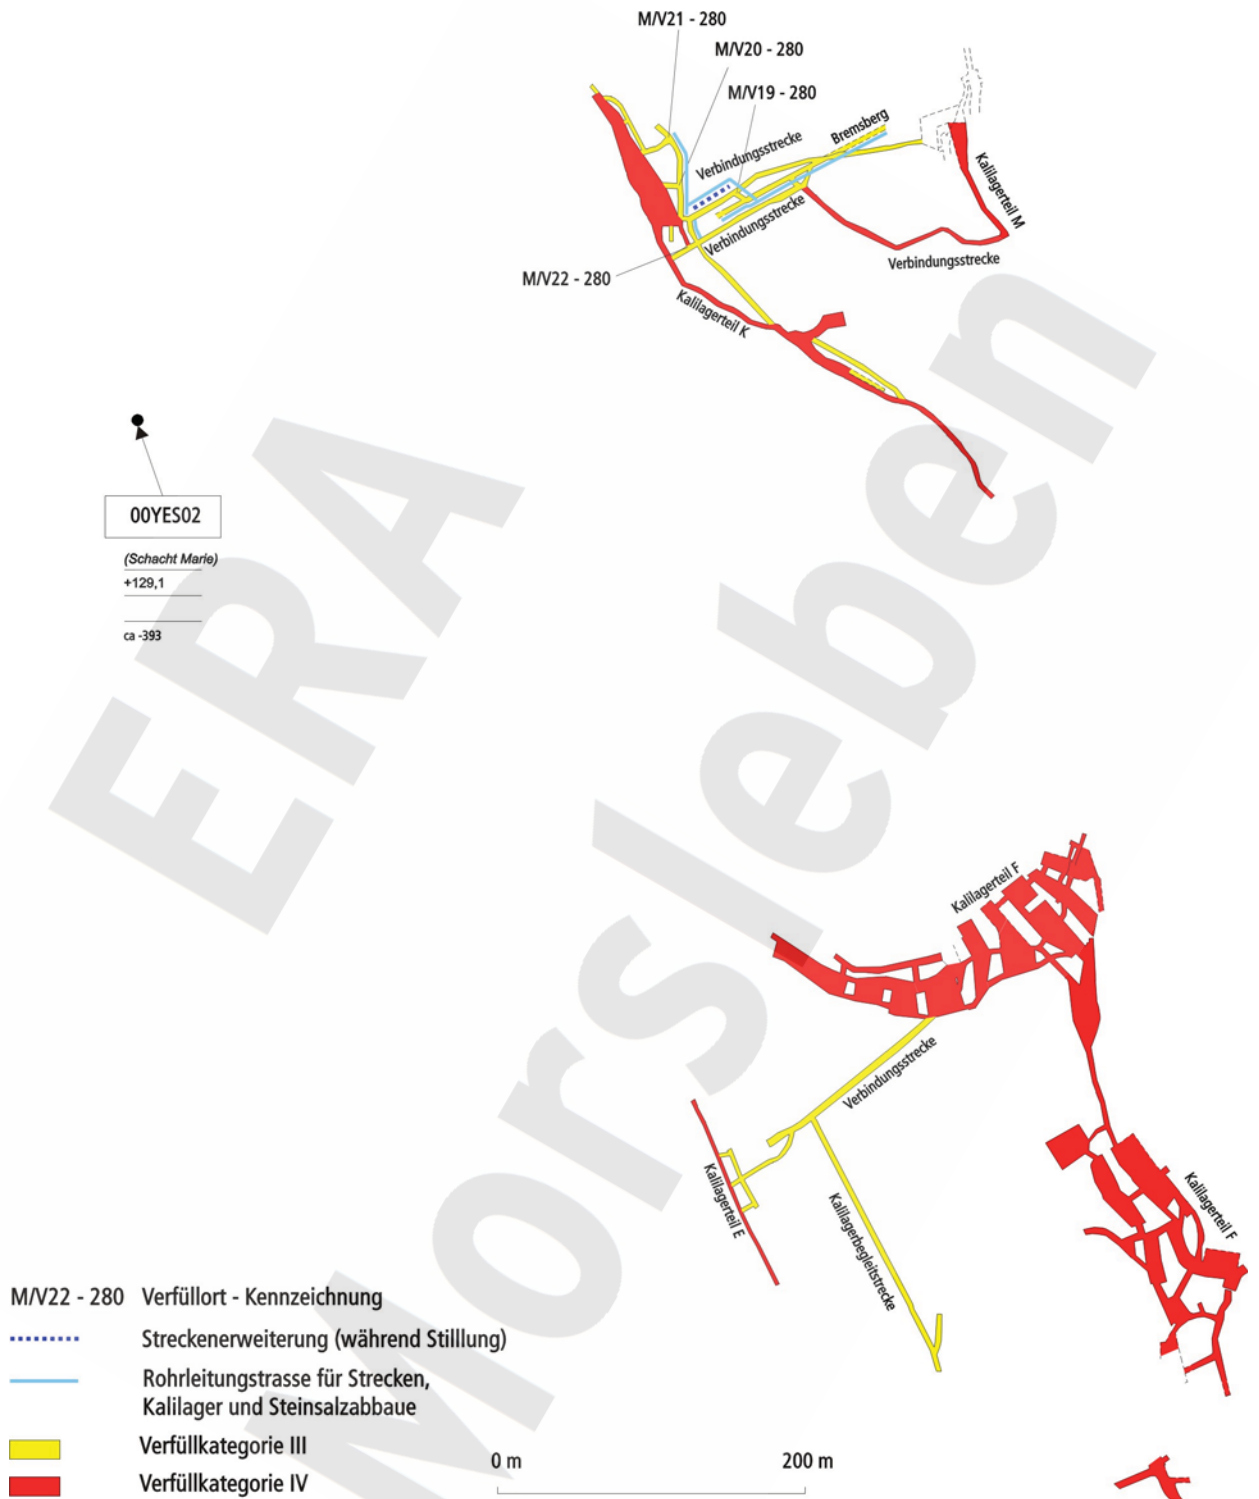 M/V21 - 280
M/V20 - 280
M/V19 - 280
Bremsberg
Verbindungsstrecke
Kalilagerteil M
Verbindungsstrecke
Verbindungsstrecke
M/V22 - 280
Kalilagerteil K
00YES02
(Schacht Marie)
+129,1
ca -393
ERA
Morsleben
Kalilagerteil F
Verbindungsstrecke
Kalilagerteil E
Kalilagerbegleitstrecke
Kalilagerteil F
M/V22 - 280 Verfüllort - Kennzeichnung
Streckenerweiterung (während Stilllung)
Rohrleitungstrasse für Strecken,
Kalilager und Steinsalzabbaue
Verfüllkategorie III
Verfüllkategorie IV
0 m 200 m